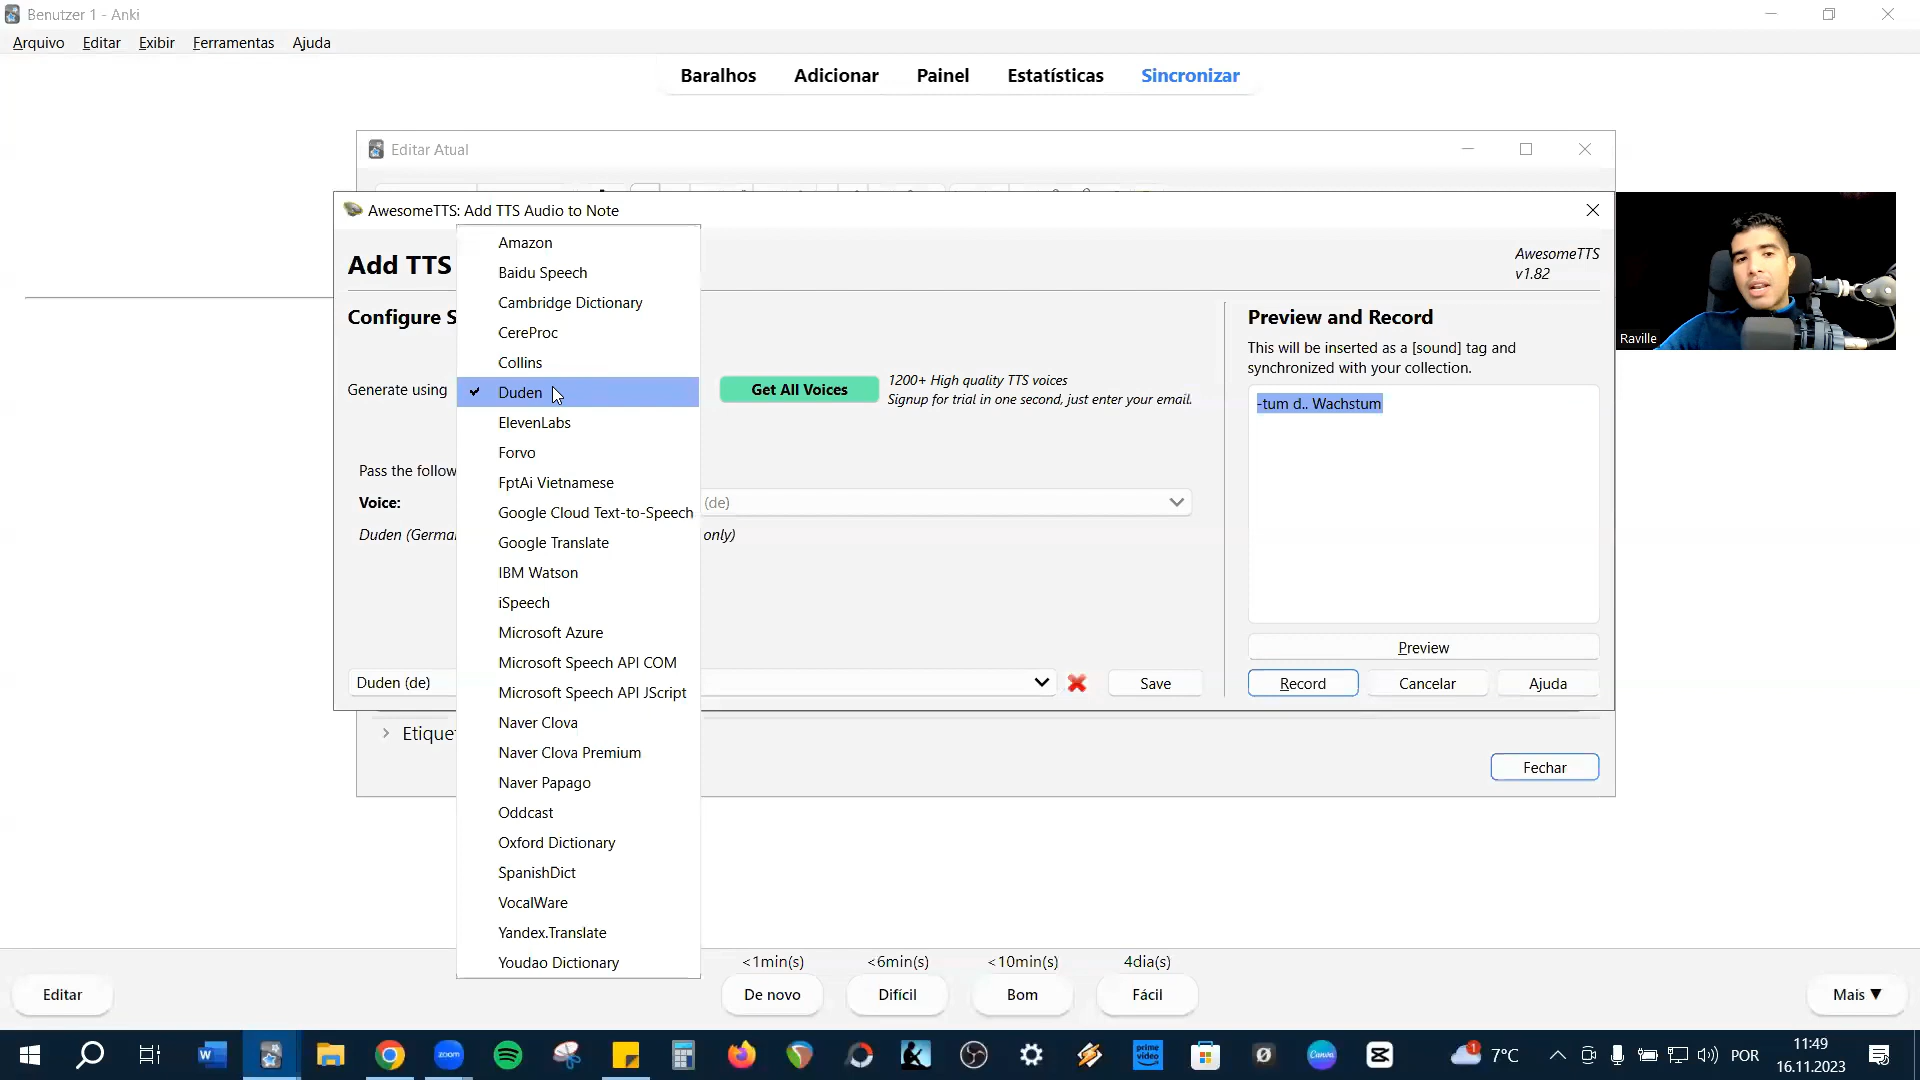 Benutzer 1 - Anki
Arquivo Editar Exibir Ferramentas Ajuda
Baralhos Adicionar Painel Estatísticas Sincronizar
Editar Atual
AwesomeTTS: Add TTS Audio to Note
Add TTS
AwesomeTTS
v1.82
Configure S
Generate using
Get All Voices
1200+ High quality TTS voices
Signup for trial in one second, just enter your email.
Pass the follow
Voice:
(de)
Duden (Germa
only)
Duden (de)
Save
Amazon
Baidu Speech
Cambridge Dictionary
CereProc
Collins
Duden
ElevenLabs
Forvo
FptAi Vietnamese
Google Cloud Text-to-Speech
Google Translate
IBM Watson
iSpeech
Microsoft Azure
Microsoft Speech API COM
Microsoft Speech API JScript
Naver Clova
Naver Clova Premium
Naver Papago
Oddcast
Oxford Dictionary
SpanishDict
VocalWare
Yandex.Translate
Youdao Dictionary
Preview and Record
This will be inserted as a [sound] tag and
synchronized with your collection.
-tum d.. Wachstum
Preview
Record Cancelar Ajuda
Raville
Etique
Fechar
<1min(s) <6min(s) <10min(s) 4dia(s)
Editar De novo Difícil Bom Fácil Mais ▼
W zoom prime video Canva 1 7°C POR
11:49
16.11.2023